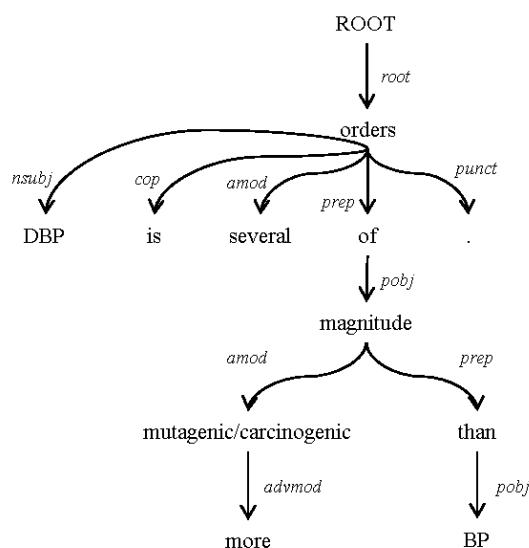 ROOT
root
orders
nsubj cop amod prep punct
DBP is several of .
pobj
magnitude
amod prep
mutagenic/carcinogenic than
advmod pobj
more BP